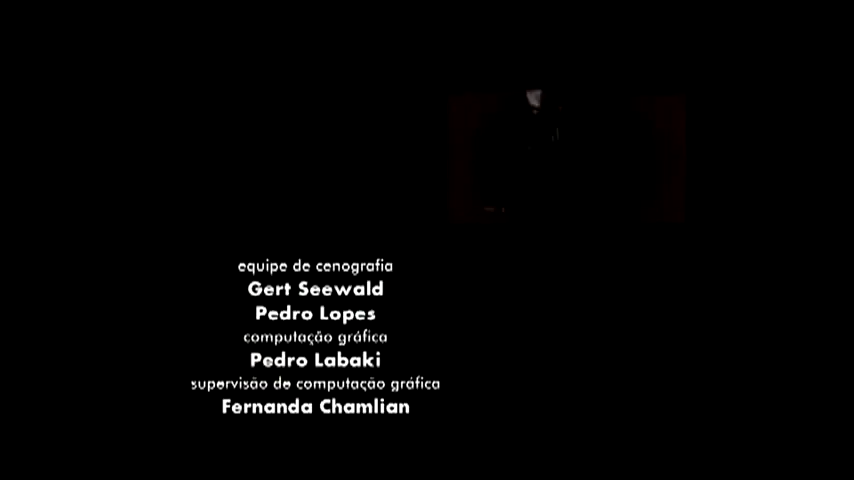 equipe de cenografia
Gert Seewald
Pedro Lopes
computação gráfica
Pedro Labaki
supervisão de computação gráfica
Fernanda Chamlian